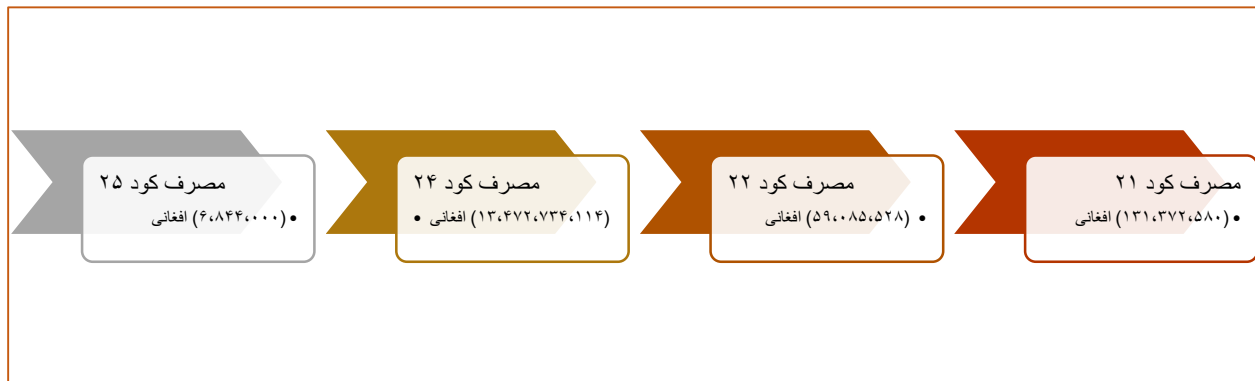 مصرف کود ۲۱
• (۱۳۱،۳۷۲،۵۸۰) افغانی
مصرف کود ۲۲
• (۵۹،۰۸۵،۵۲۸) افغانی
مصرف کود ۲۴
(۱۳،۴۷۲،۷۳۴،۱۱۴) افغانی •
مصرف کود ۲۵
• (۶،۸۴۴،۰۰۰) افغانی